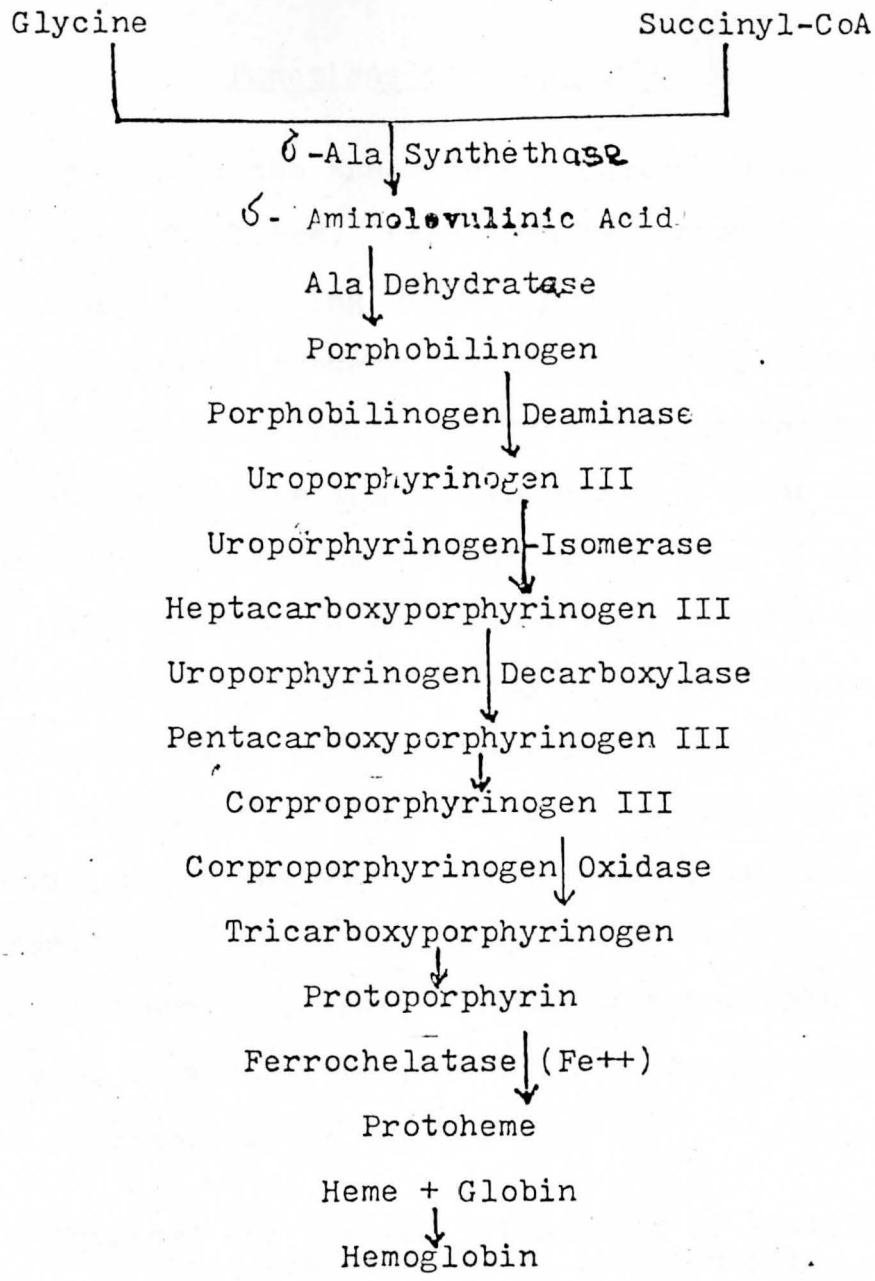 Glycine Succinyl-CoA
δ-Ala Synthethase
δ- Aminolevulinic Acid
Ala Dehydratase
Porphobilinogen
Porphobilinogen Deaminase
Uroporphyrinogen III
Uroporphyrinogen-Isomerase
Heptacarboxyporphyrinogen III
Uroporphyrinogen Decarboxylase
Pentacarboxyporphyrinogen III
Corproporphyrinogen III
Corproporphyrinogen Oxidase
Tricarboxyporphyrinogen
Protoporphyrin
Ferrochelatase (Fe++)
Protoheme
Heme + Globin
Hemoglobin